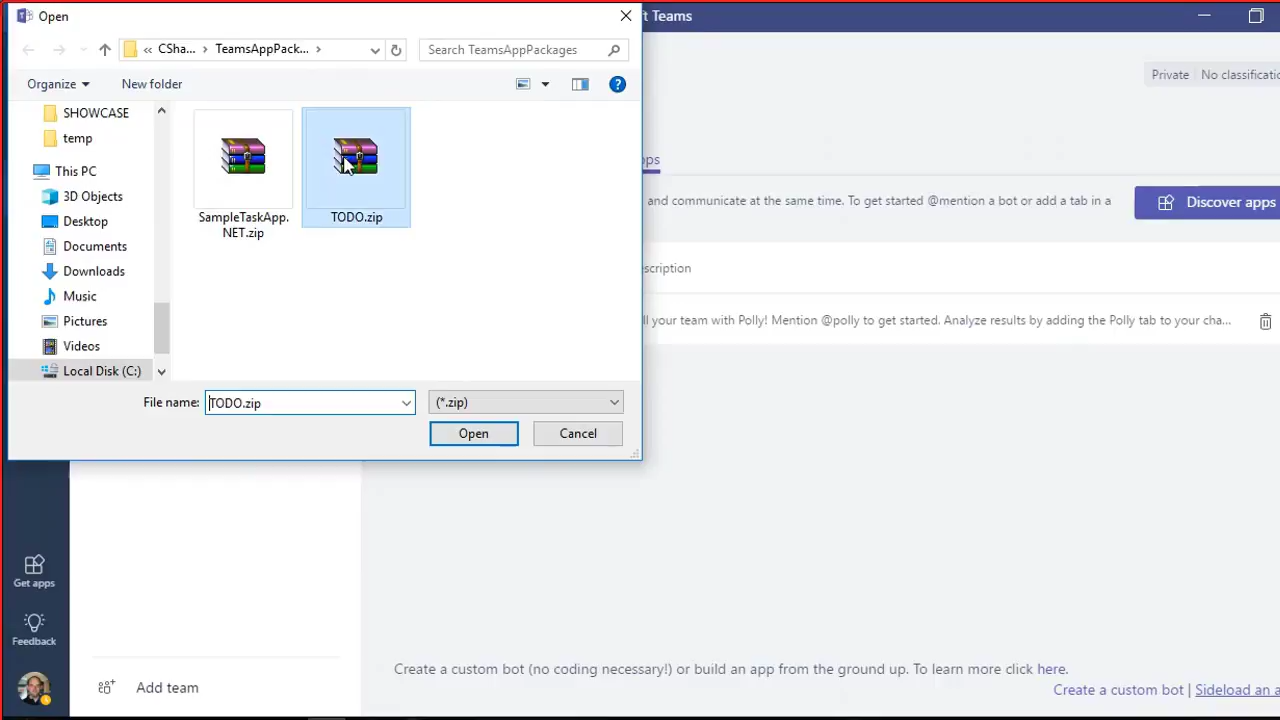 Open
t Teams
« CSha... > TeamsAppPack... >
Search TeamsAppPackages
Private
No classificatio
Organize
New folder
SHOWCASE
temp
This PC
3D Objects
Desktop
Documents
Downloads
Music
Pictures
Videos
Local Disk (C:)
SampleTaskApp.
NET.zip
TODO.zip
ps
and communicate at the same time. To get started @mention a bot or add a tab in a
Discover apps
scription
ll your team with Polly! Mention @polly to get started. Analyze results by adding the Polly tab to your cha...
File name:
TODO.zip
(*.zip)
Open
Cancel
Get apps
Feedback
Add team
Create a custom bot (no coding necessary!) or build an app from the ground up. To learn more click here.
Create a custom bot | Sideload an a